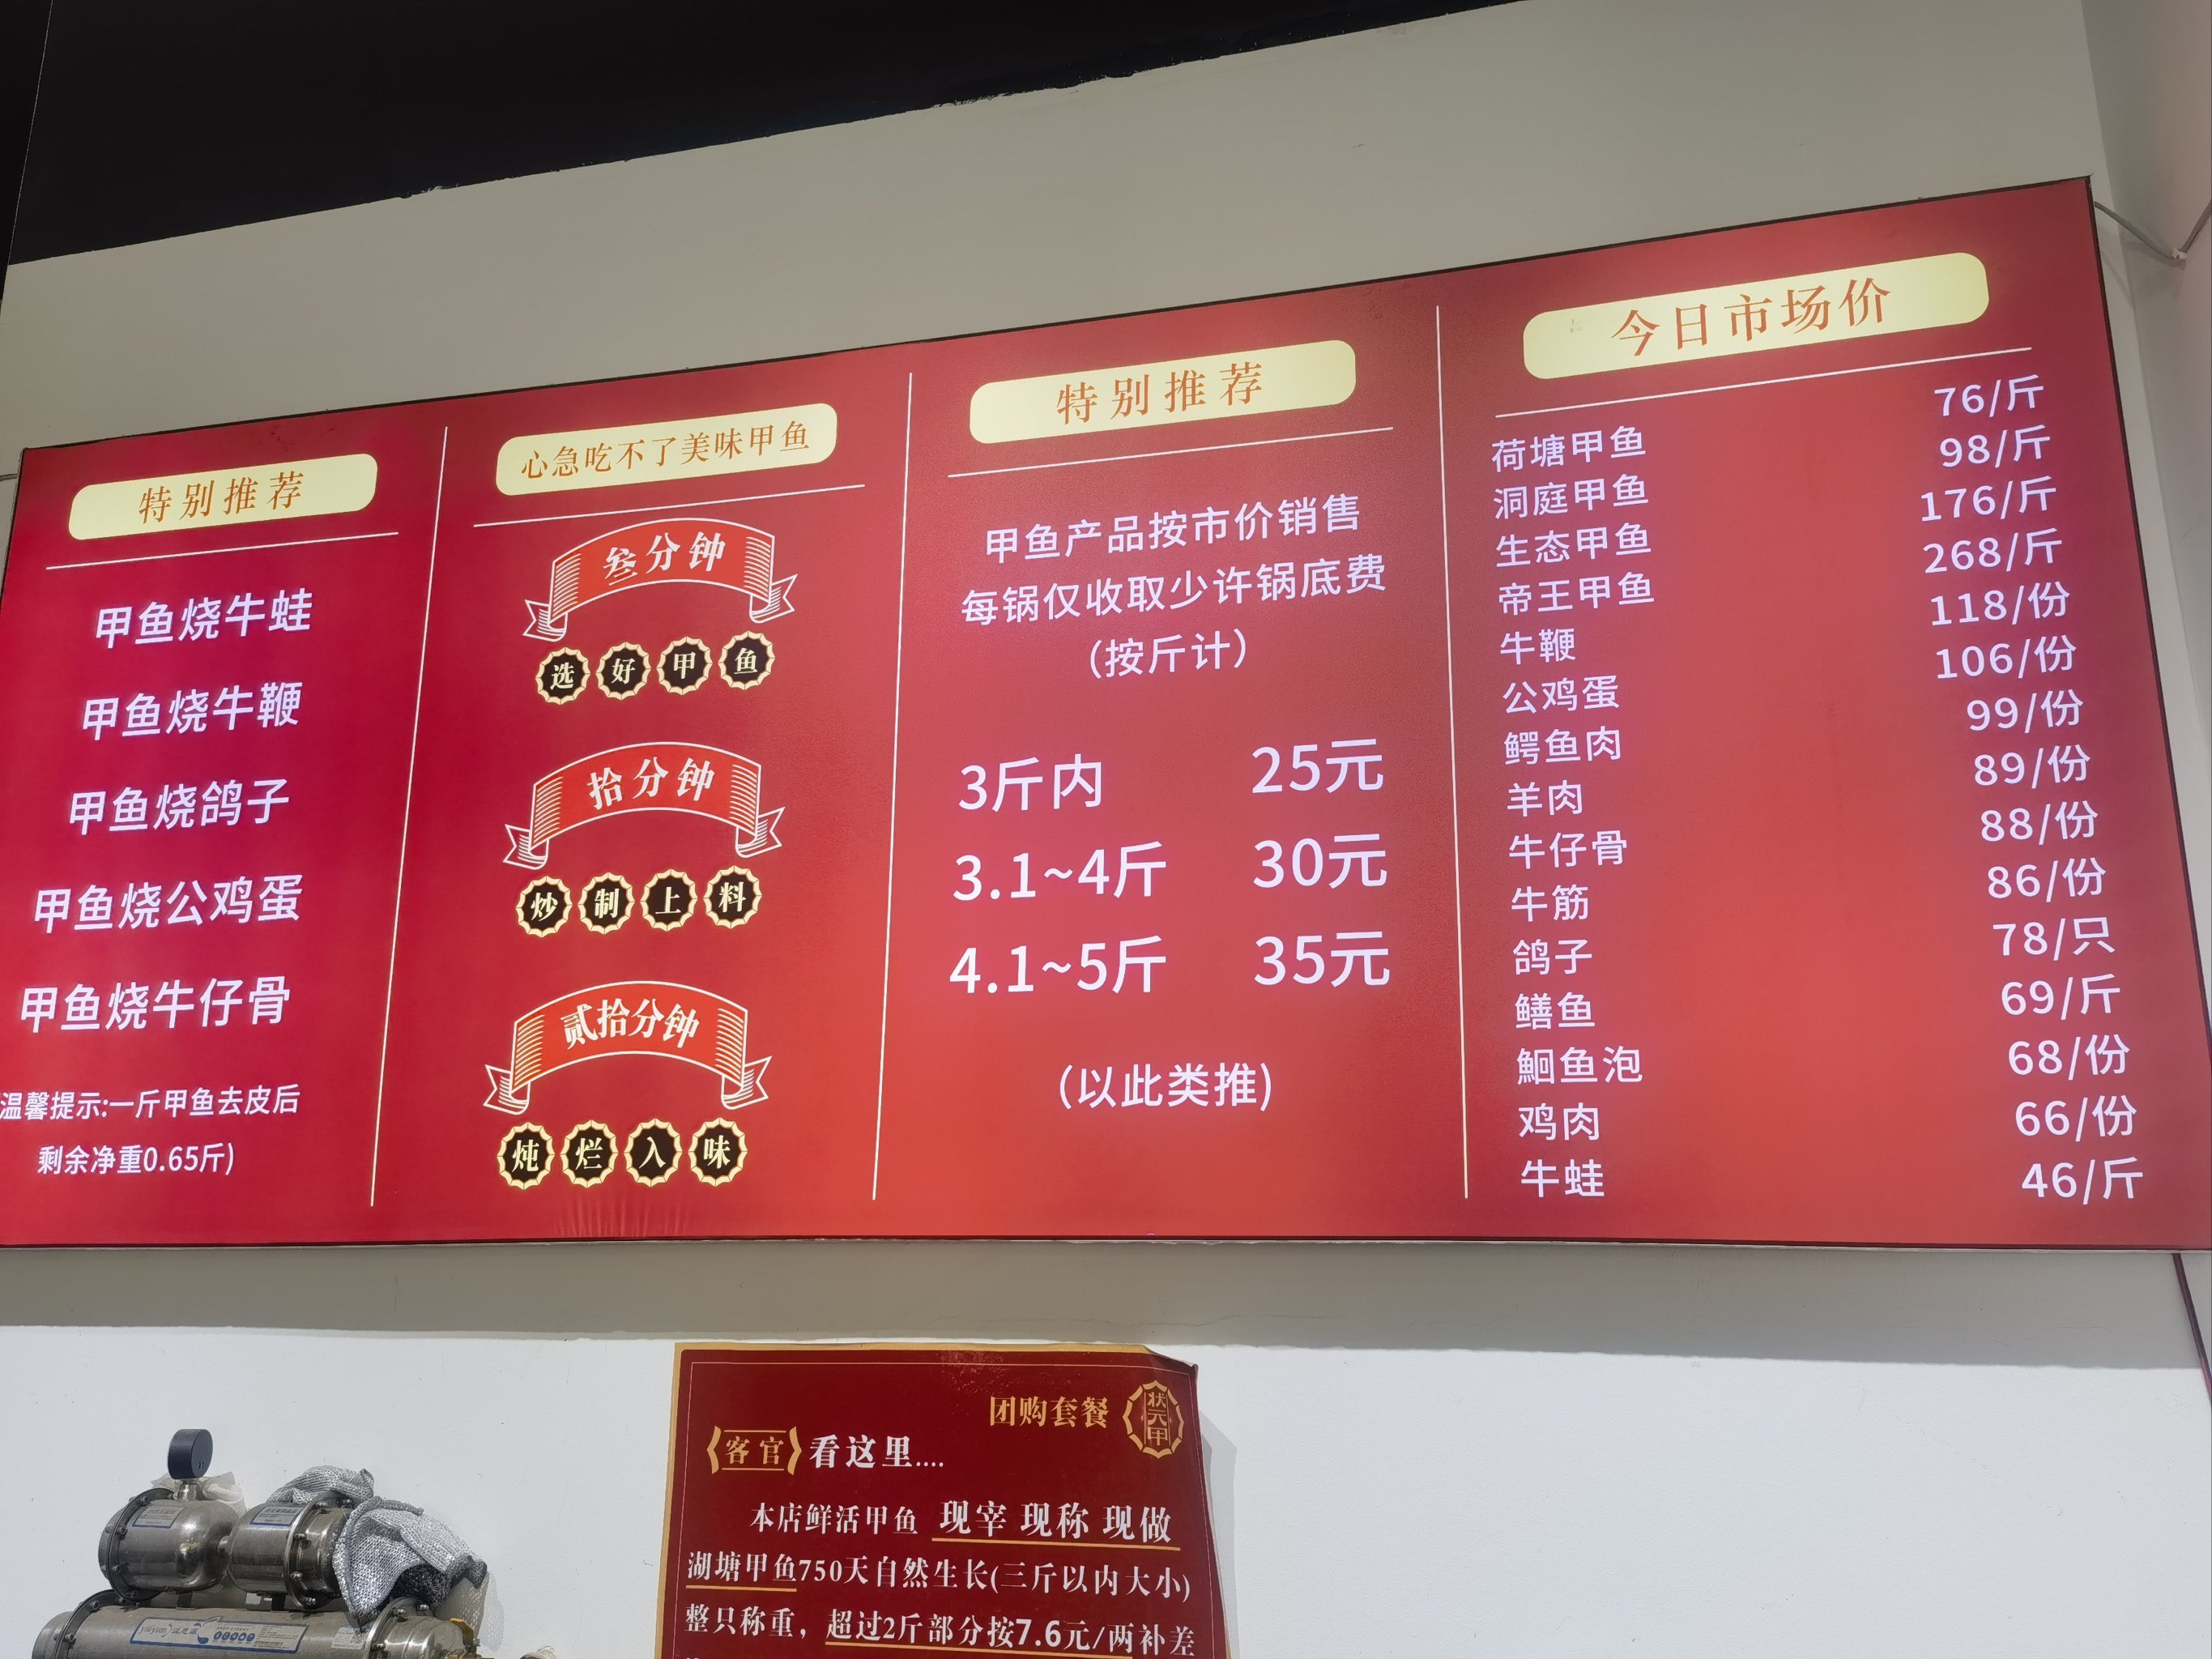 特别推荐
甲鱼烧牛蛙
甲鱼烧牛鞭
甲鱼烧鸽子
甲鱼烧公鸡蛋
甲鱼烧牛仔骨
温馨提示:一斤甲鱼去皮后
剩余净重0.65斤)
心急吃不了美味甲鱼
叁分钟
选好甲鱼
拾分钟
炒制上料
贰拾分钟
炖烂入味
特别推荐
甲鱼产品按市价销售
每锅仅收取少许锅底费
(按斤计)
3斤内 25元
3.1~4斤 30元
4.1~5斤 35元
(以此类推)
今日市场价
荷塘甲鱼 76/斤
洞庭甲鱼 98/斤
生态甲鱼 176/斤
帝王甲鱼 268/斤
牛鞭 118/份
公鸡蛋 106/份
鳄鱼肉 99/份
羊肉 89/份
牛仔骨 88/份
牛筋 86/份
鸽子 78/只
鳝鱼 69/斤
鮰鱼泡 68/份
鸡肉 66/份
牛蛙 46/斤
团购套餐 状元甲
客官 看这里....
本店鲜活甲鱼 现宰 现称 现做
湖塘甲鱼750天自然生长(三斤以内大小)
整只称重，超过2斤部分按7.6元/两补差